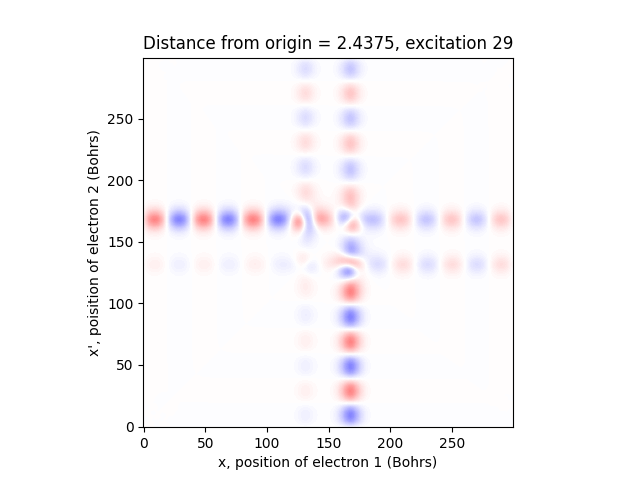 Distance from origin = 2.4375, excitation 29
x', poisition of electron 2 (Bohrs)
250
200
150
100
50
0
0 50 100 150 200 250
x, position of electron 1 (Bohrs)